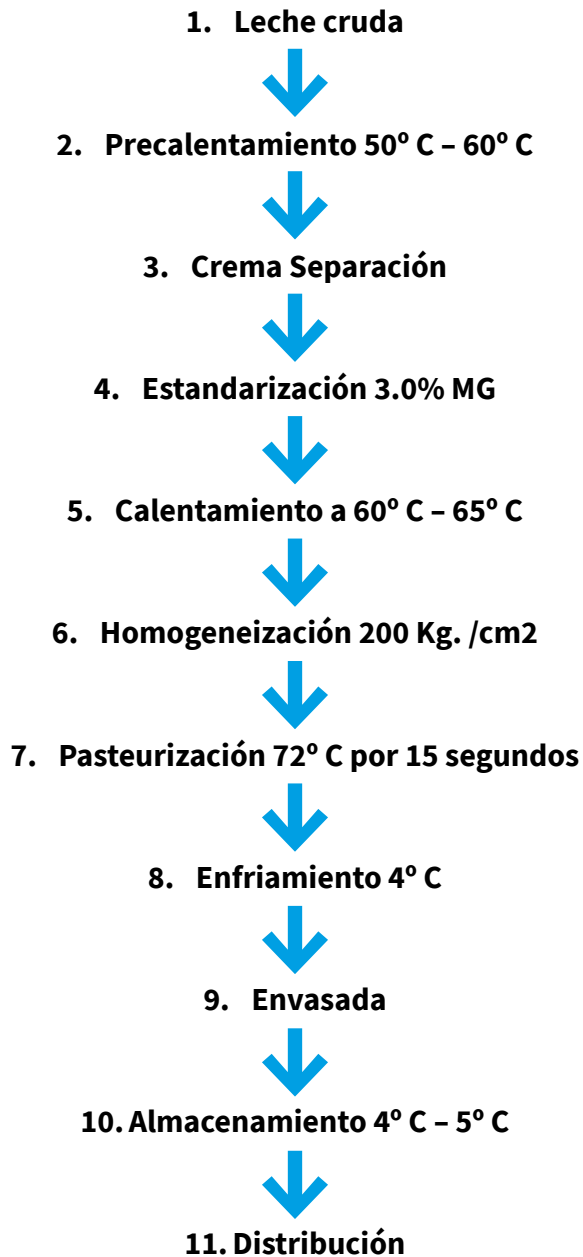 1. Leche cruda
2. Precalentamiento 50º C – 60º C
3. Crema Separación
4. Estandarización 3.0% MG
5. Calentamiento a 60º C – 65º C
6. Homogeneización 200 Kg. /cm2
7. Pasteurización 72º C por 15 segundos
8. Enfriamiento 4º C
9. Envasada
10. Almacenamiento 4º C – 5º C
11. Distribución